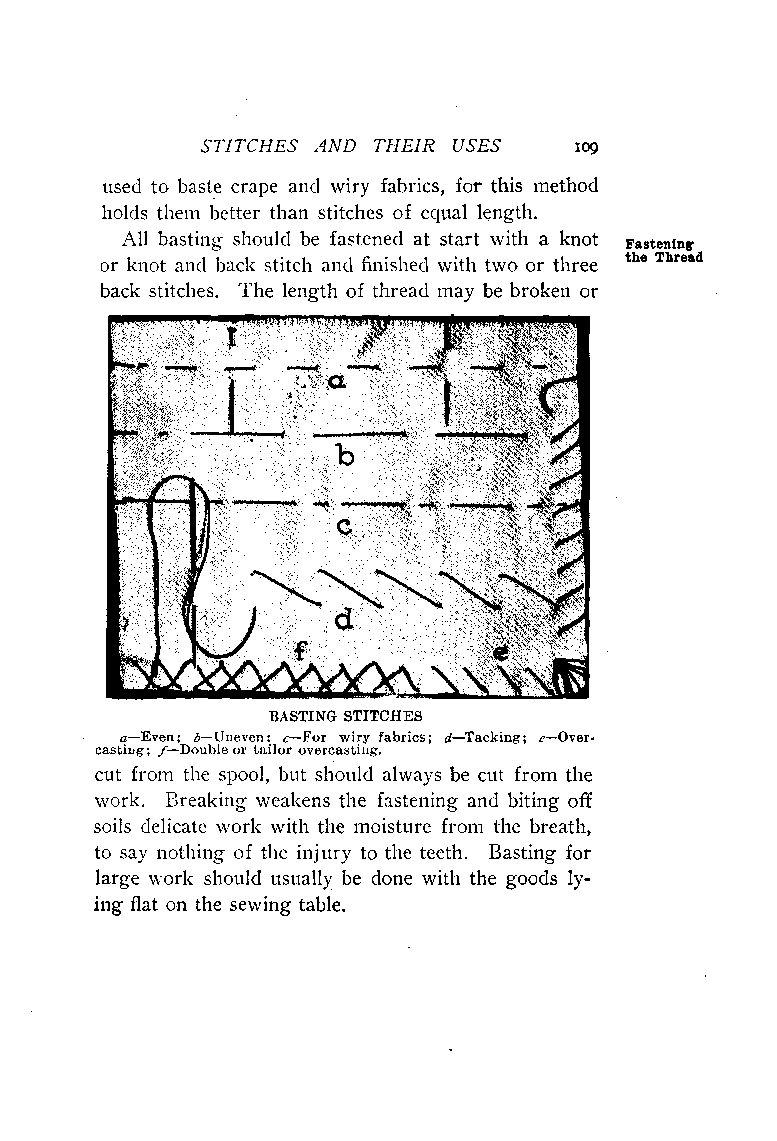 STITCHES AND THEIR USES 109
used to baste crape and wiry fabrics, for this method
holds them better than stitches of equal length.
All basting should be fastened at start with a knot
or knot and back stitch and finished with two or three
back stitches. The length of thread may be broken or
Fastening
the Thread
I
a
b
c
d
f e
BASTING STITCHES
a—Even; b—Uneven; c—For wiry fabrics; d—Tacking; e—Over-
casting; f—Double or tailor overcasting.
cut from the spool, but should always be cut from the
work. Breaking weakens the fastening and biting off
soils delicate work with the moisture from the breath,
to say nothing of the injury to the teeth. Basting for
large work should usually be done with the goods ly-
ing flat on the sewing table.